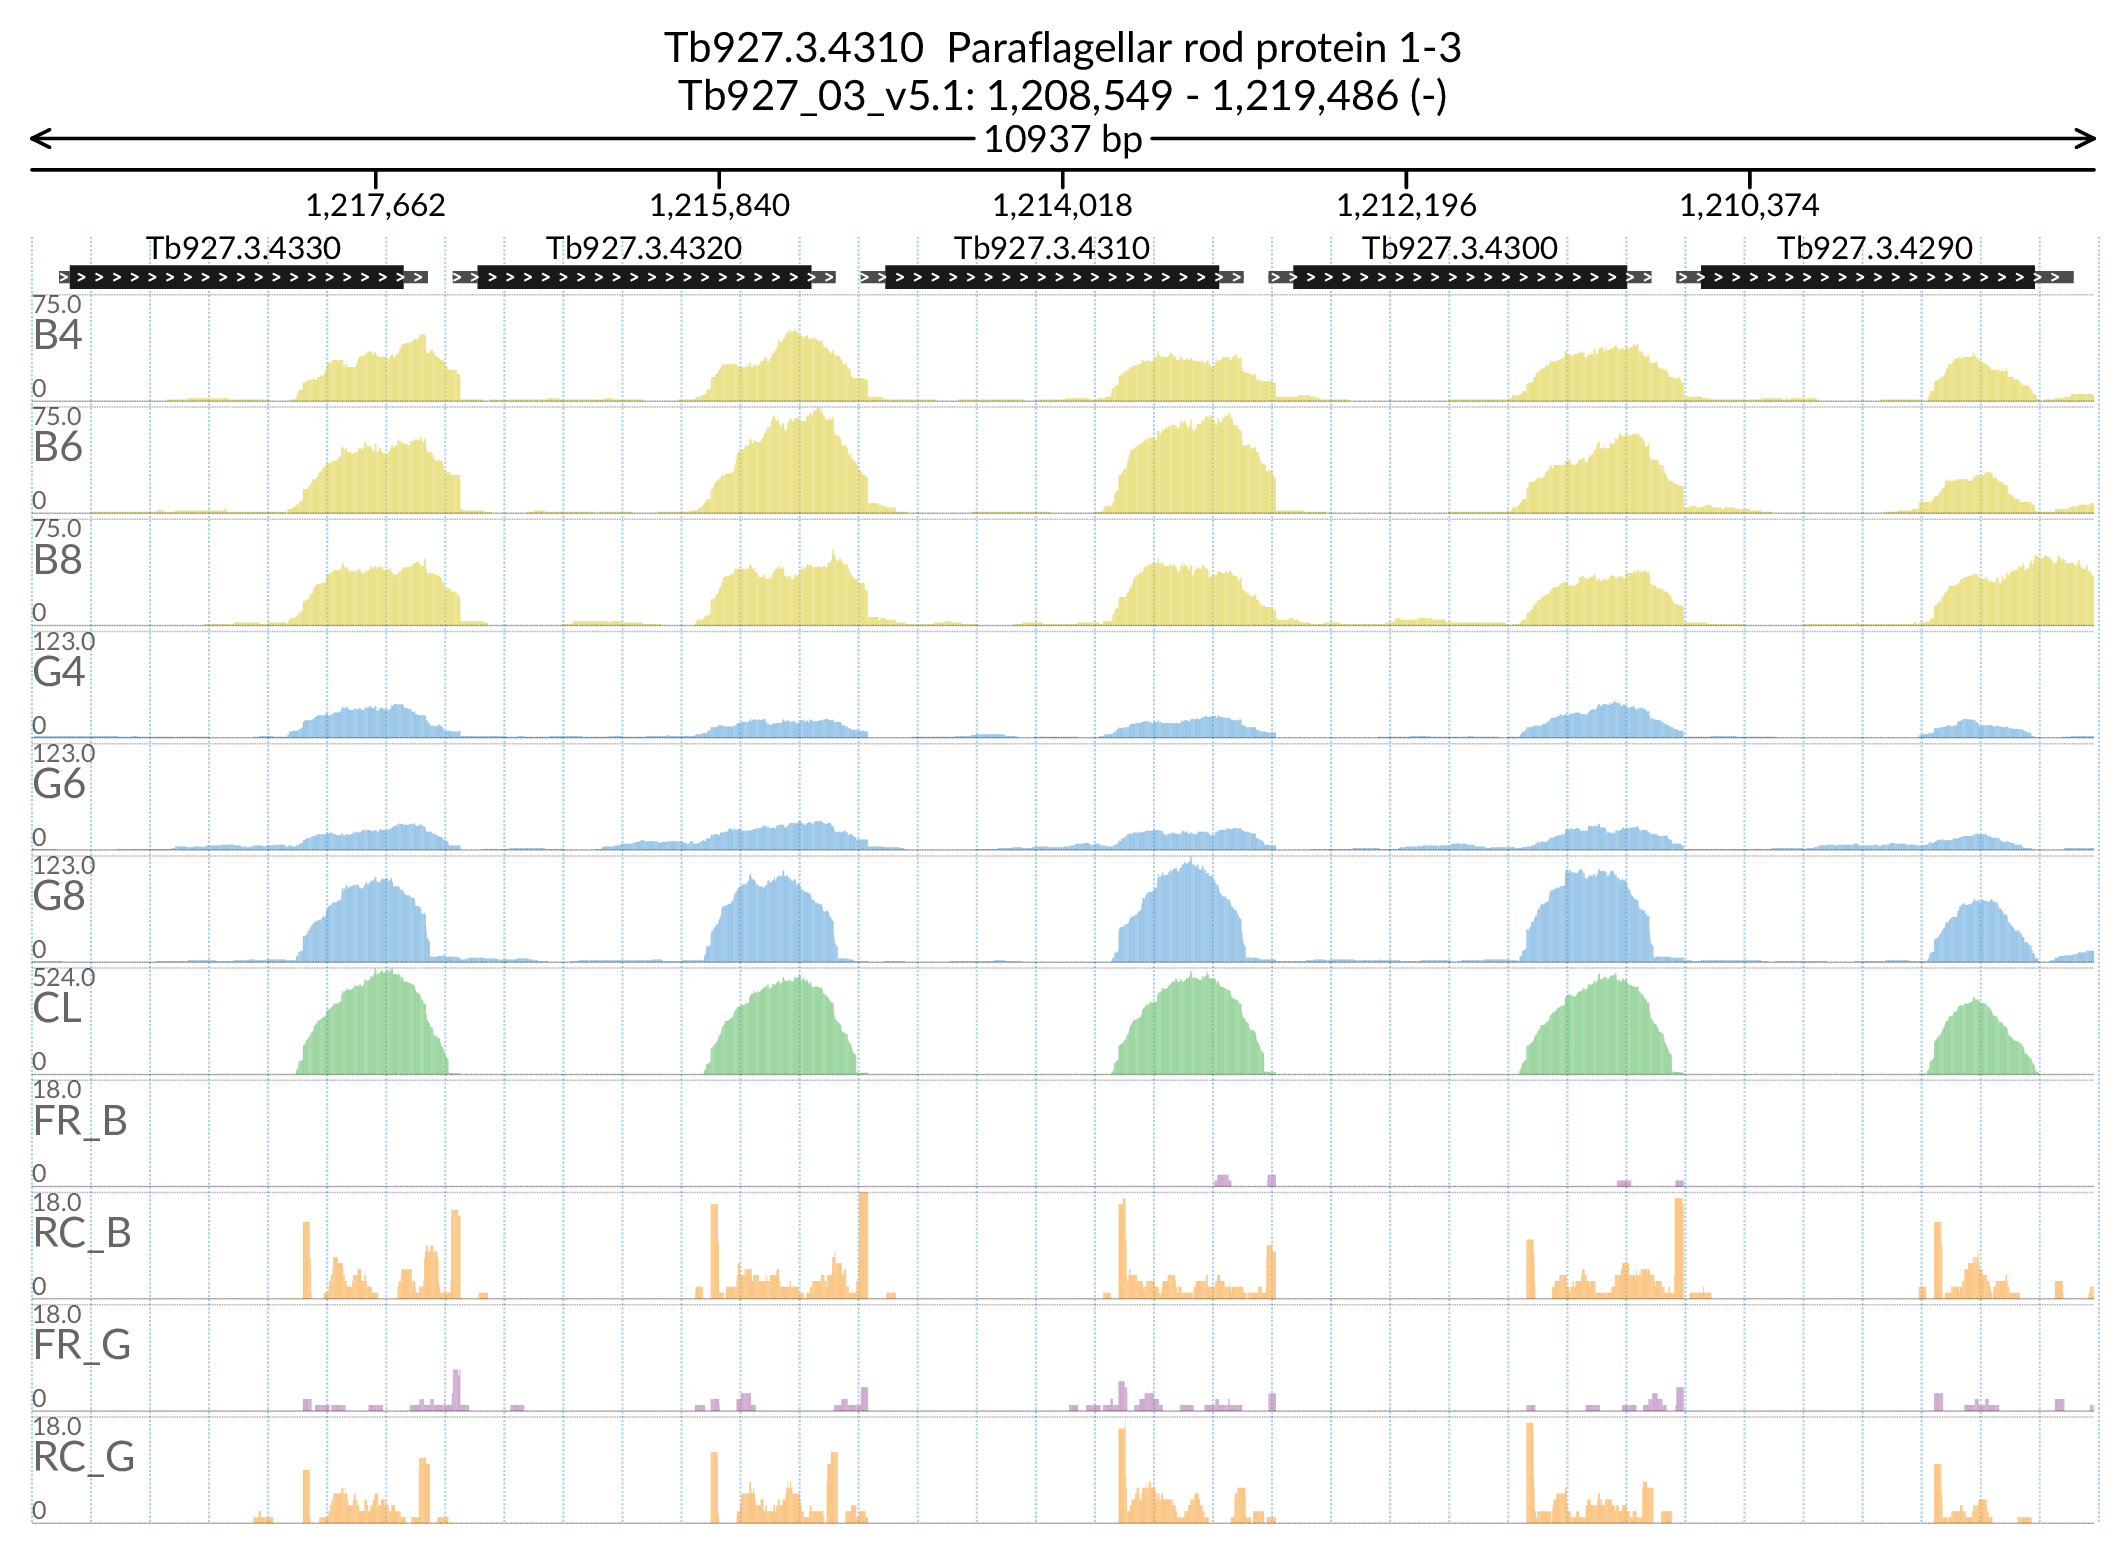 Tb927.3.4310 Paraflagellar rod protein 1-3
Tb927_03_v5.1: 1,208,549 - 1,219,486 (-)
10937 bp
1,217,662 1,215,840 1,214,018 1,212,196 1,210,374
Tb927.3.4330 Tb927.3.4320 Tb927.3.4310 Tb927.3.4300 Tb927.3.4290
75.0
B4
0
75.0
B6
0
75.0
B8
0
123.0
G4
0
123.0
G6
0
123.0
G8
0
524.0
CL
0
18.0
FR_B
0
18.0
RC_B
0
18.0
FR_G
0
18.0
RC_G
0